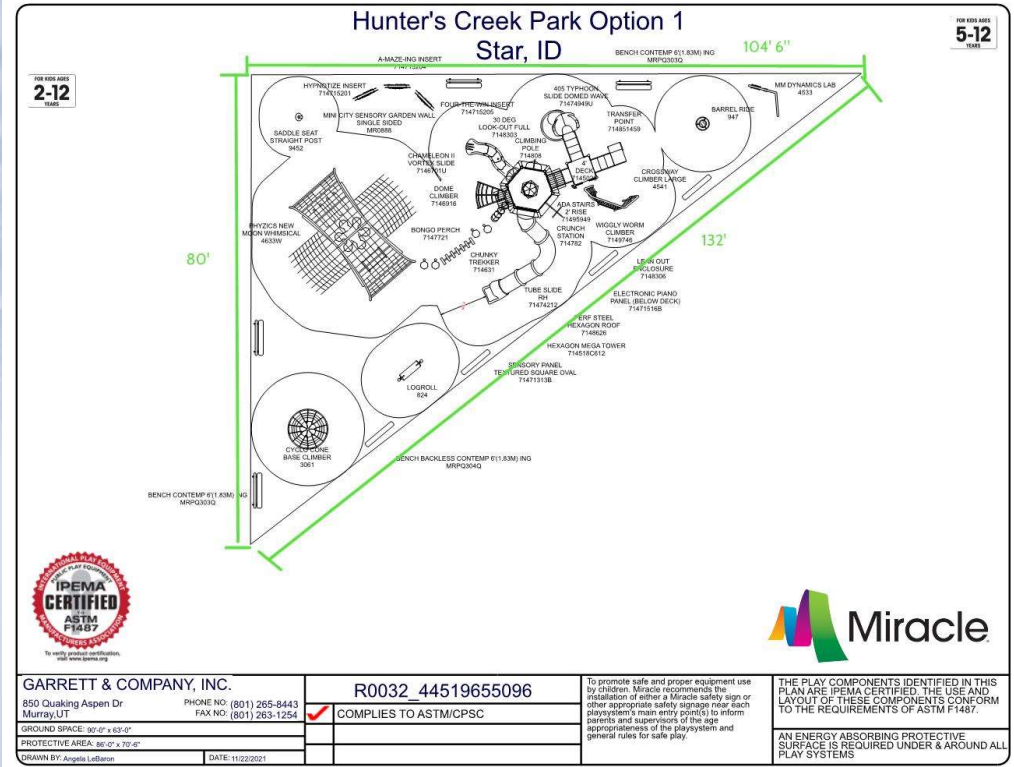 Hunter's Creek Park Option 1
Star, ID
FOR KIDS AGES
5-12
YEARS
FOR KIDS AGES
2-12
YEARS
104' 6"
80'
132'
A-MAZE-ING INSERT
714715204
BENCH CONTEMP 6'(1.83M) ING
MRPQ303Q
HYPNOTIZE INSERT
714715201
MINI CITY SENSORY GARDEN WALL
SINGLE SIDED
MR0886
FOUR-THE-WIN INSERT
714715205
405 TYPHOON
SLIDE DOMED WAVE
71474949U
MM DYNAMICS LAB
4533
BARREL RIDE
947
TRANSFER
POINT
714851459
SADDLE SEAT
STRAIGHT POST
9452
30 DEG
LOOK-OUT FULL
7148303
CLIMBING
POLE
714808
CHAMELEON II
VORTEX SLIDE
4'
DECK
CROSSWAY
CLIMBER LARGE
4541
DOME
CLIMBER
7146916
ADA STAIRS
2' RISE
71495949
CRUNCH
STATION
714782
WIGGLY WORM
CLIMBER
7149746
PHYZICS NEW
MOON WHIMSICAL
4633W
BONGO PERCH
7147721
CHUNKY
TREKKER
714631
LEAN OUT
ENCLOSURE
7148306
TUBE SLIDE
RH
71474212
ELECTRONIC PIANO
PANEL (BELOW DECK)
71471516B
PERF STEEL
HEXAGON ROOF
7148626
HEXAGON MEGA TOWER
714518C612
SENSORY PANEL
TEXTURED SQUARE OVAL
71471313B
LOGROLL
824
CYCLO CONE
BASE CLIMBER
3061
BENCH BACKLESS CONTEMP 6'(1.83M) ING
MRPQ304Q
BENCH CONTEMP 6'(1.83M) ING
MRPQ303Q
INTERNATIONAL PLAY EQUIPMENT
MANUFACTURERS ASSOCIATION
PUBLIC PLAY EQUIPMENT
IPEMA
CERTIFIED
TO
ASTM
F1487
To verify product certification,
visit www.ipema.org
Miracle
GARRETT & COMPANY, INC.
850 Quaking Aspen Dr
Murray,UT
PHONE NO: (801) 265-8443
FAX NO: (801) 263-1254
GROUND SPACE: 90'-0" x 63'-0"
PROTECTIVE AREA: 86'-0" x 70'-6"
DRAWN BY: Angela LeBaron
DATE: 11/22/2021
R0032_44519655096
COMPLIES TO ASTM/CPSC
To promote safe and proper equipment use
by children. Miracle recommends the
installation of either a Miracle safety sign or
other appropriate safety signage near each
playsystem's main entry point(s) to inform
parents and supervisors of the age
appropriateness of the playsystem and
general rules for safe play.
THE PLAY COMPONENTS IDENTIFIED IN THIS
PLAN ARE IPEMA CERTIFIED. THE USE AND
LAYOUT OF THESE COMPONENTS CONFORM
TO THE REQUIREMENTS OF ASTM F1487.
AN ENERGY ABSORBING PROTECTIVE
SURFACE IS REQUIRED UNDER & AROUND ALL
PLAY SYSTEMS